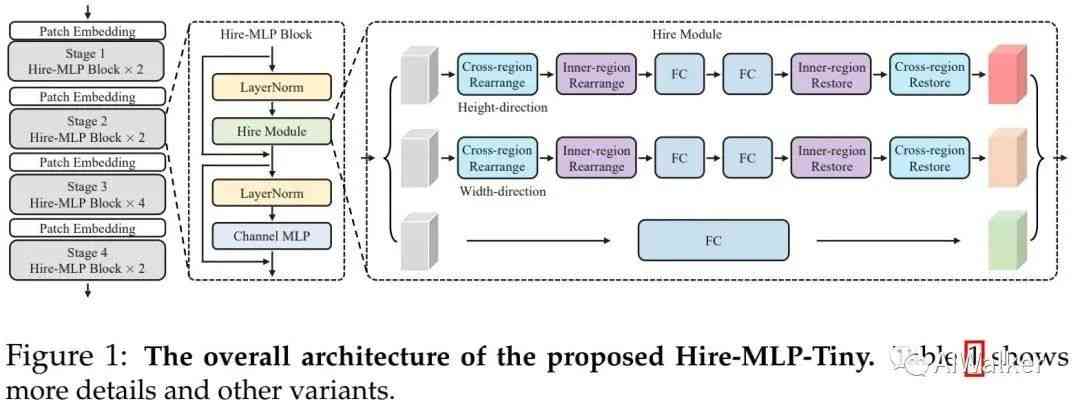 Patch Embedding
Stage 1
Hire-MLP Block × 2
Patch Embedding
Stage 2
Hire-MLP Block × 2
Patch Embedding
Stage 3
Hire-MLP Block × 4
Patch Embedding
Stage 4
Hire-MLP Block × 2
Hire-MLP Block
LayerNorm
Hire Module
LayerNorm
Channel MLP
Hire Module
Cross-region
Rearrange
Inner-region
Rearrange
FC
FC
Inner-region
Restore
Cross-region
Restore
Height-direction
Cross-region
Rearrange
Inner-region
Rearrange
FC
FC
Inner-region
Restore
Cross-region
Restore
Width-direction
FC
Figure 1: The overall architecture of the proposed Hire-MLP-Tiny. Table 1 shows
more details and other variants.
AIWalker